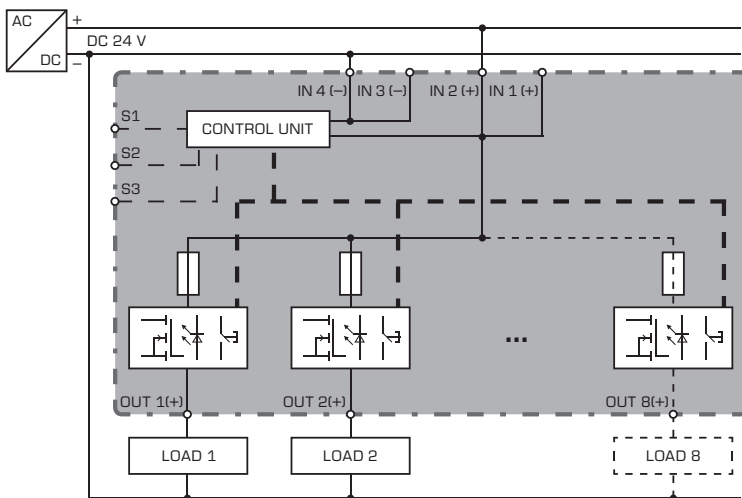 AC
DC
+
–
DC 24 V
IN 4 (–) IN 3 (–) IN 2 (+) IN 1 (+)
S1
S2
S3
CONTROL UNIT
...
OUT 1(+) OUT 2(+) OUT 8(+)
LOAD 1 LOAD 2 LOAD 8